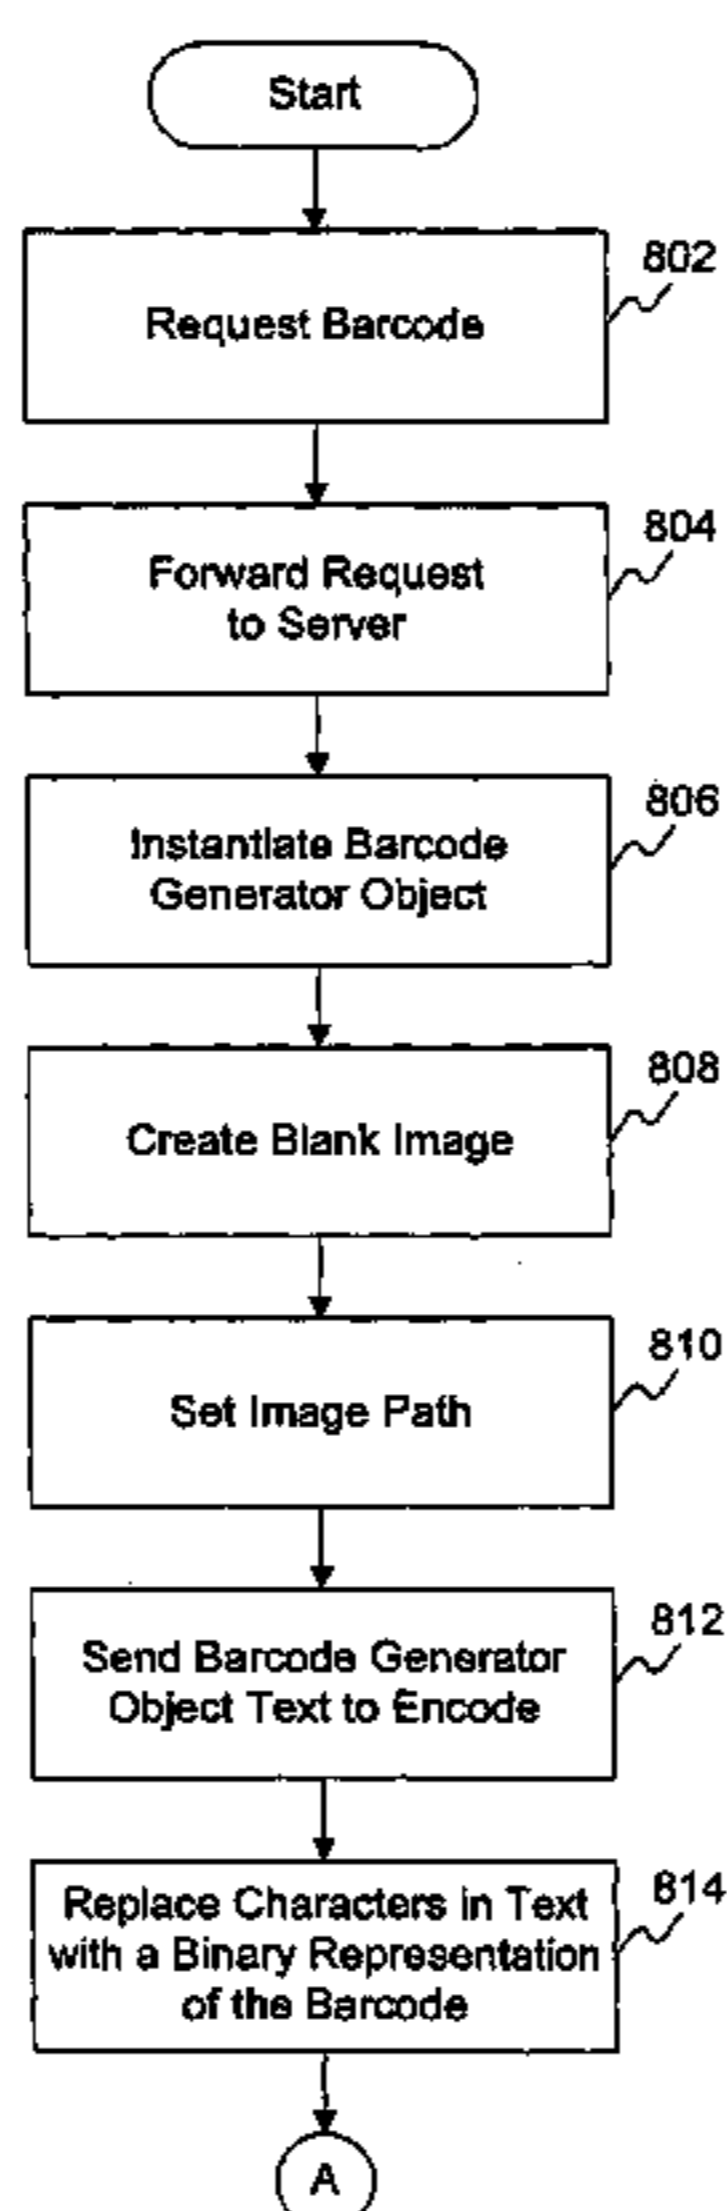 Start
802
Request Barcode
804
Forward Request
to Server
806
Instantiate Barcode
Generator Object
808
Create Blank Image
810
Set Image Path
812
Send Barcode Generator
Object Text to Encode
814
Replace Characters in Text
with a Binary Representation
of the Barcode
A